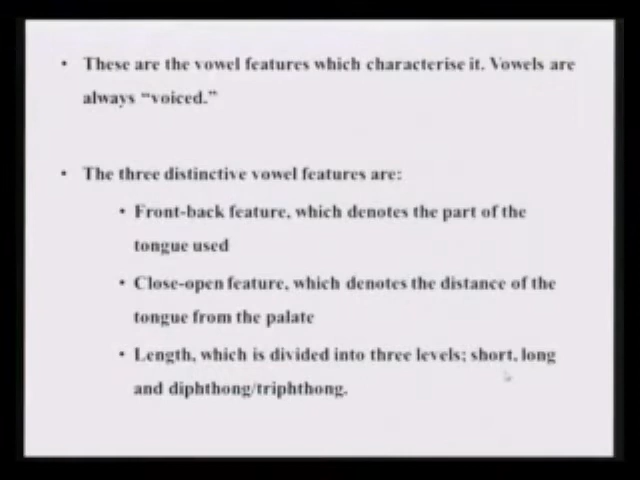 • These are the vowel features which characterise it. Vowels are
always “voiced.”
• The three distinctive vowel features are:
• Front-back feature, which denotes the part of the
tongue used
• Close-open feature, which denotes the distance of the
tongue from the palate
• Length, which is divided into three levels; short, long
and diphthong/triphthong.